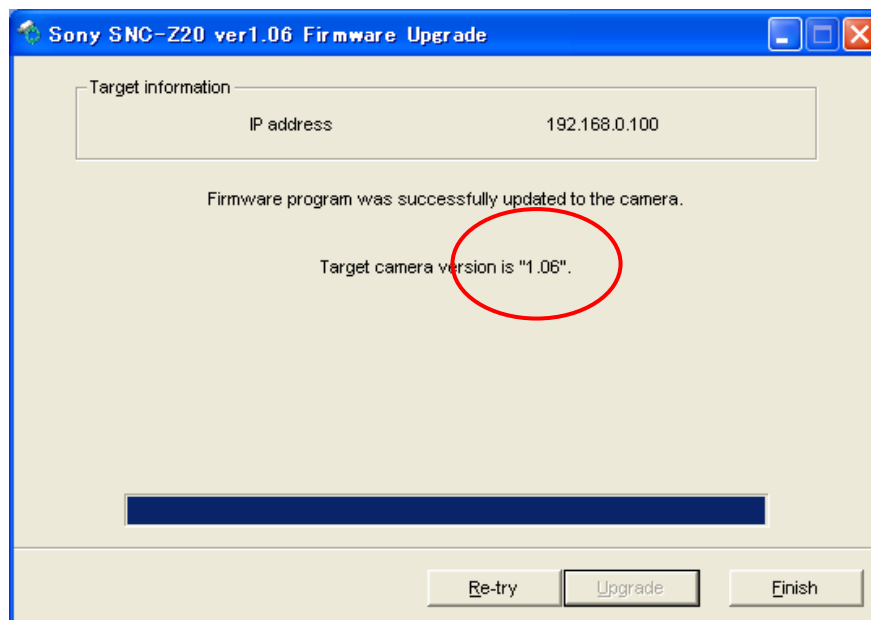 Sony SNC-Z20 ver1.06 Firmware Upgrade
Target information
IP address 192.168.0.100
Firmware program was successfully updated to the camera.
Target camera version is "1.06".
Re-try Upgrade Finish